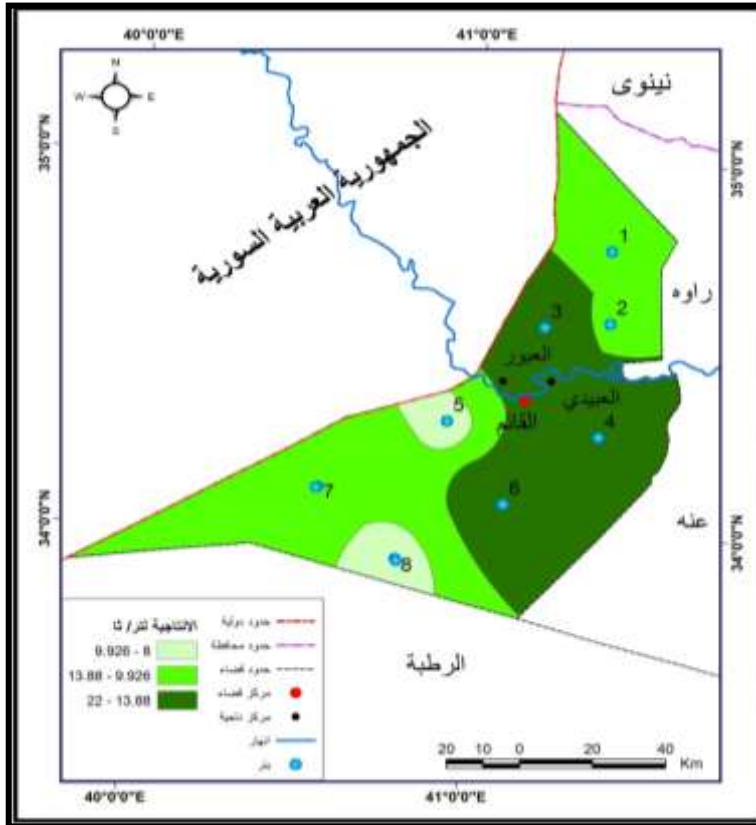 40°0'0"E
41°0'0"E
N
W
E
S
نينوى
35°0'0"N
35°0'0"N
الجمهورية العربية السورية
1
راوه
2
3
العبور
العبيدي
القائم
5
4
7
6
عنه
34°0'0"N
34°0'0"N
8
الرطبة
الانتاجية لتر/ ثا
9.926 - 8
13.88 - 9.926
22 - 13.88
حدود دولية
حدود محافظة
حدود قضاء
مركز قضاء
مركز ناحية
انهار
بئر
20 10 0 20 40
Km
40°0'0"E
41°0'0"E